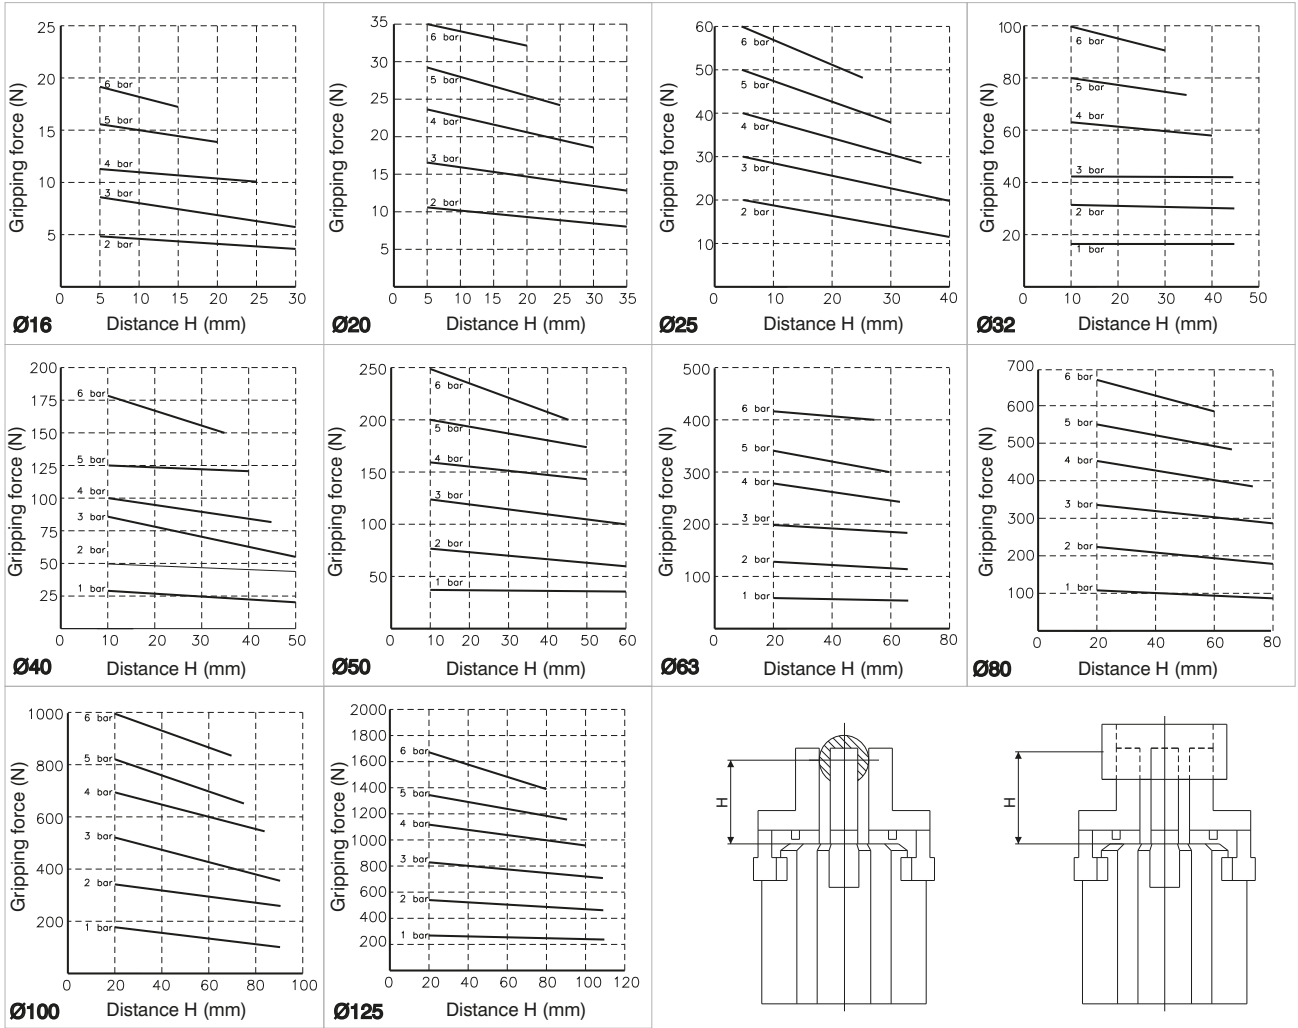 Gripping force (N)
25
20
15
10
5
6 bar
5 bar
4 bar
3 bar
2 bar
0 5 10 15 20 25 30
Ø16 Distance H (mm)
Gripping force (N)
35
30
25
20
15
10
5
6 bar
5 bar
4 bar
3 bar
2 bar
0 5 10 15 20 25 30 35
Ø20 Distance H (mm)
Gripping force (N)
60
50
40
30
20
10
6 bar
5 bar
4 bar
3 bar
2 bar
0 10 20 30 40
Ø25 Distance H (mm)
Gripping force (N)
100
80
60
40
20
6 bar
5 bar
4 bar
3 bar
2 bar
1 bar
0 10 20 30 40 50
Ø32 Distance H (mm)
Gripping force (N)
200
175
150
125
100
75
50
25
6 bar
5 bar
4 bar
3 bar
2 bar
1 bar
0 10 20 30 40 50
Ø40 Distance H (mm)
Gripping force (N)
250
200
150
100
50
6 bar
5 bar
4 bar
3 bar
2 bar
1 bar
0 10 20 30 40 50 60
Ø50 Distance H (mm)
Gripping force (N)
500
400
300
200
100
6 bar
5 bar
4 bar
3 bar
2 bar
1 bar
0 20 40 60 80
Ø63 Distance H (mm)
Gripping force (N)
700
600
500
400
300
200
100
6 bar
5 bar
4 bar
3 bar
2 bar
1 bar
0 20 40 60 80
Ø80 Distance H (mm)
Gripping force (N)
1000
800
600
400
200
6 bar
5 bar
4 bar
3 bar
2 bar
1 bar
0 20 40 60 80 100
Ø100 Distance H (mm)
Gripping force (N)
2000
1800
1600
1400
1200
1000
800
600
400
200
6 bar
5 bar
4 bar
3 bar
2 bar
1 bar
0 20 40 60 80 100 120
Ø125 Distance H (mm)
H
H